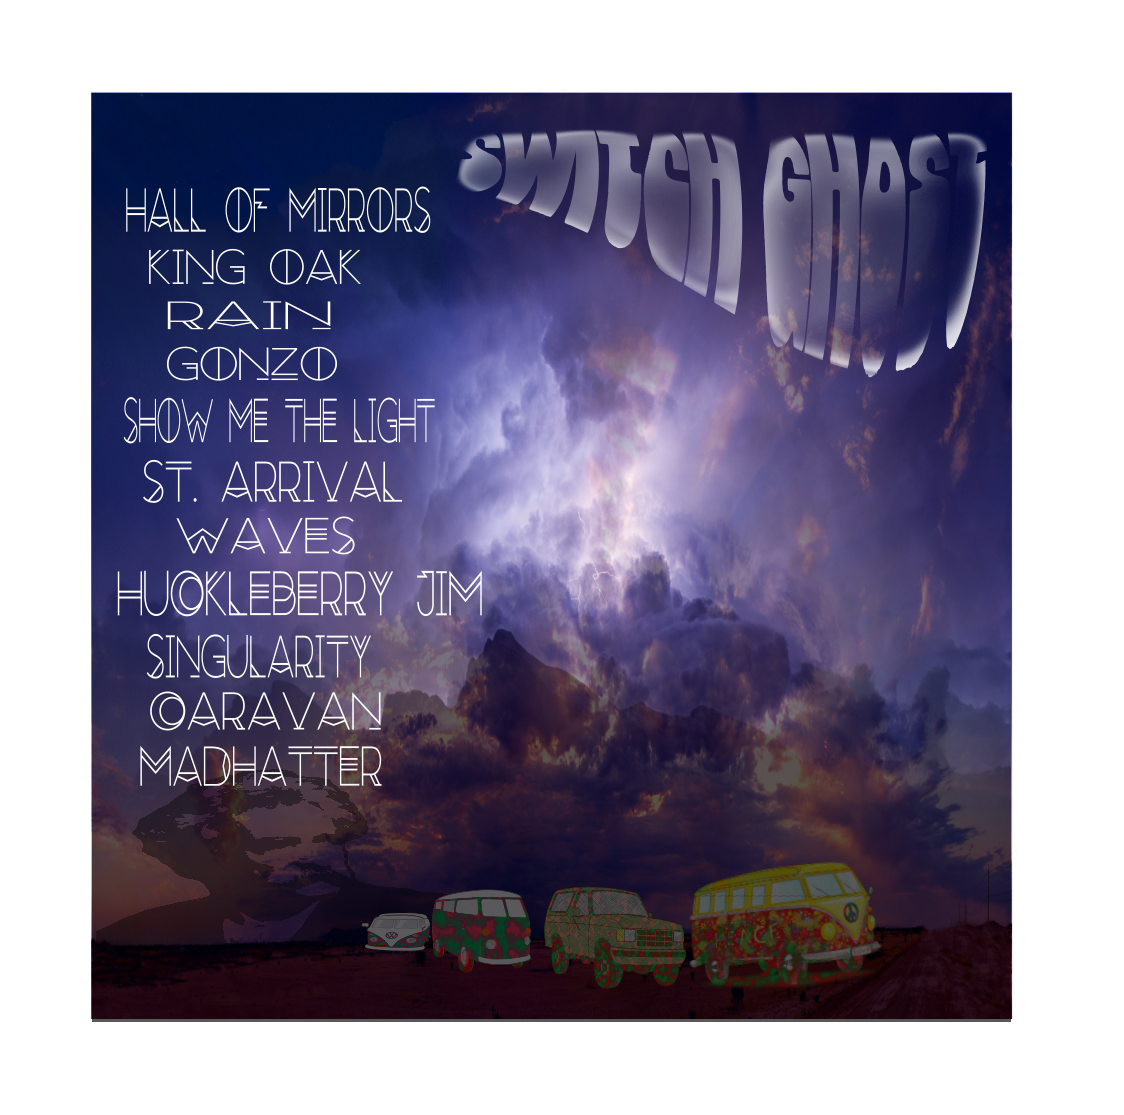 SWITCH GHOST
HALL OF MIRRORS
KING OAK
RAIN
GONZO
SHOW ME THE LIGHT
ST. ARRIVAL
WAVES
HUCKLEBERRY JIM
SINGULARITY
CARAVAN
MADHATTER